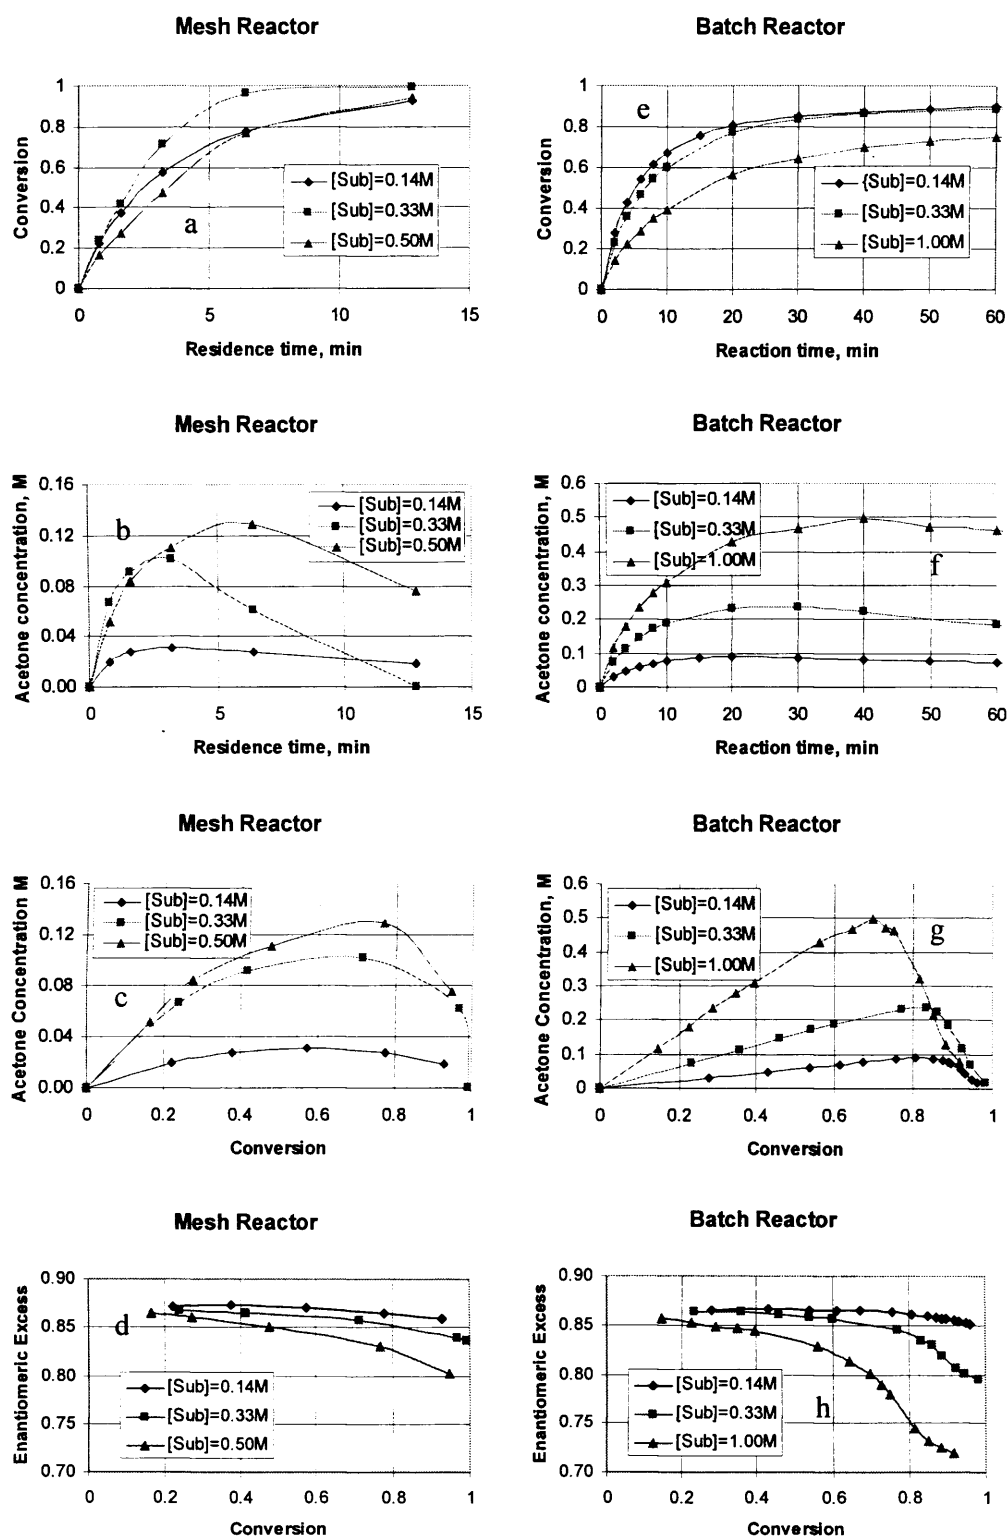 Mesh Reactor
Conversion
1
0.8
0.6
0.4
0.2
0
[Sub]=0.14M
[Sub]=0.33M
[Sub]=0.50M
a
0 5 10 15
Residence time, min
Batch Reactor
Conversion
1
0.8
0.6
0.4
0.2
0
e
{Sub]=0.14M
[Sub]=0.33M
[Sub]=1.00M
0 10 20 30 40 50 60
Reaction time, min
Mesh Reactor
Acetone concentration, M
0.16
0.12
0.08
0.04
0.00
b
[Sub]=0.14M
[Sub]=0.33M
[Sub]=0.50M
0 5 10 15
Residence time, min
Batch Reactor
Acetone concentration, M
0.6
0.5
0.4
0.3
0.2
0.1
0
[Sub]=0.14M
[Sub]=0.33M
[Sub]=1.00M
f
0 10 20 30 40 50 60
Reaction time, min
Mesh Reactor
Acetone Concentration M
0.16
0.12
0.08
0.04
0.00
[Sub]=0.14M
[Sub]=0.33M
[Sub]=0.50M
c
0 0.2 0.4 0.6 0.8 1
Conversion
Batch Reactor
Acetone Concentration, M
0.6
0.5
0.4
0.3
0.2
0.1
0
[Sub]=0.14M
[Sub]=0.33M
[Sub]=1.00M
g
0 0.2 0.4 0.6 0.8 1
Conversion
Mesh Reactor
Enantiomeric Excess
0.90
0.85
0.80
0.75
0.70
d
[Sub]=0.14M
[Sub]=0.33M
[Sub]=0.50M
0 0.2 0.4 0.6 0.8 1
Conversion
Batch Reactor
Enantiomeric Excess
0.90
0.85
0.80
0.75
0.70
[Sub]=0.14M
[Sub]=0.33M
[Sub]=1.00M
h
0 0.2 0.4 0.6 0.8 1
Conversion